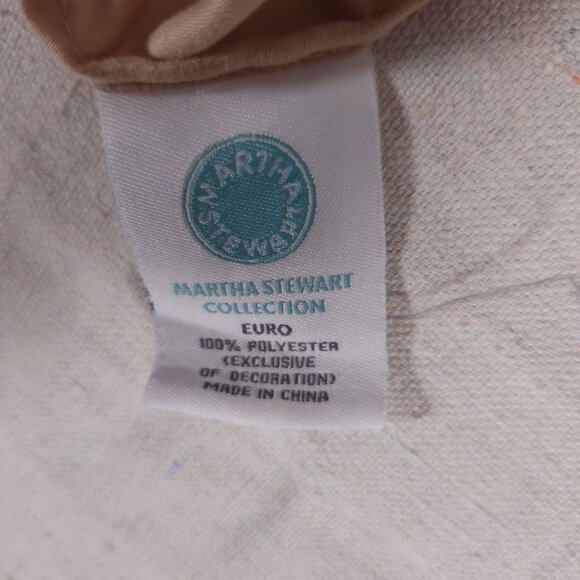 MARTHA
STEWART
MARTHA STEWART
COLLECTION
EURO
100% POLYESTER
(EXCLUSIVE
OF DECORATION)
MADE IN CHINA